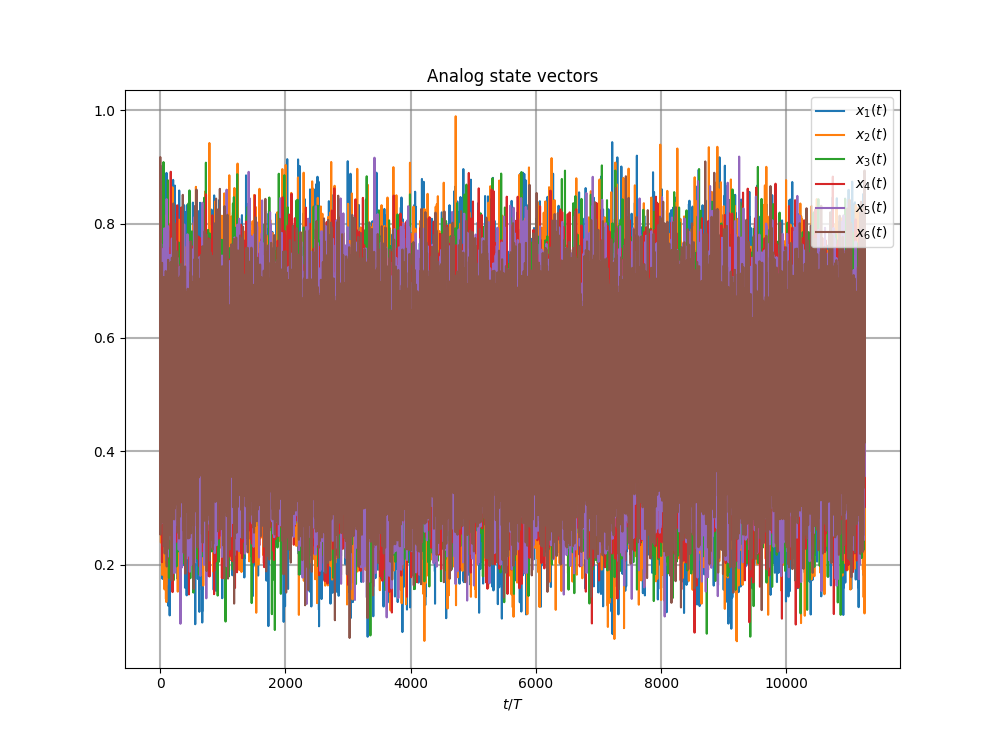 Analog state vectors
1.0
0.8
0.6
0.4
0.2
x₁(t)
x₂(t)
x₃(t)
x₄(t)
x₅(t)
x₆(t)
0 2000 4000 6000 8000 10000
t/T